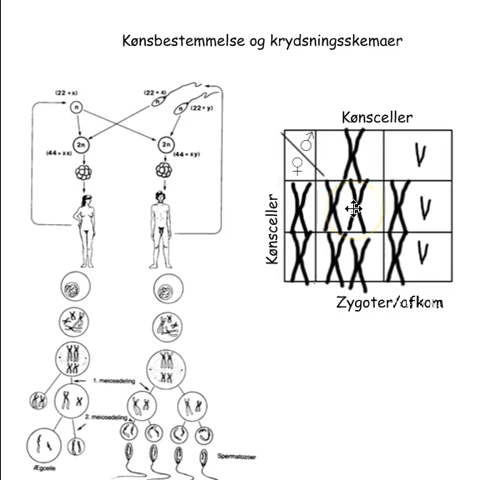 Kønsbestemmelse og krydsningsskemaer
(22 + x)
(22 + x)
n
n
n
(22 + y)
2n
2n
(44 + xx)
(44 + xy)
1. meiosedeling
2. meiosedeling
Ægcelle
Spermatozoer
Kønsceller
♂
♀
Kønsceller
Zygoter/afkom